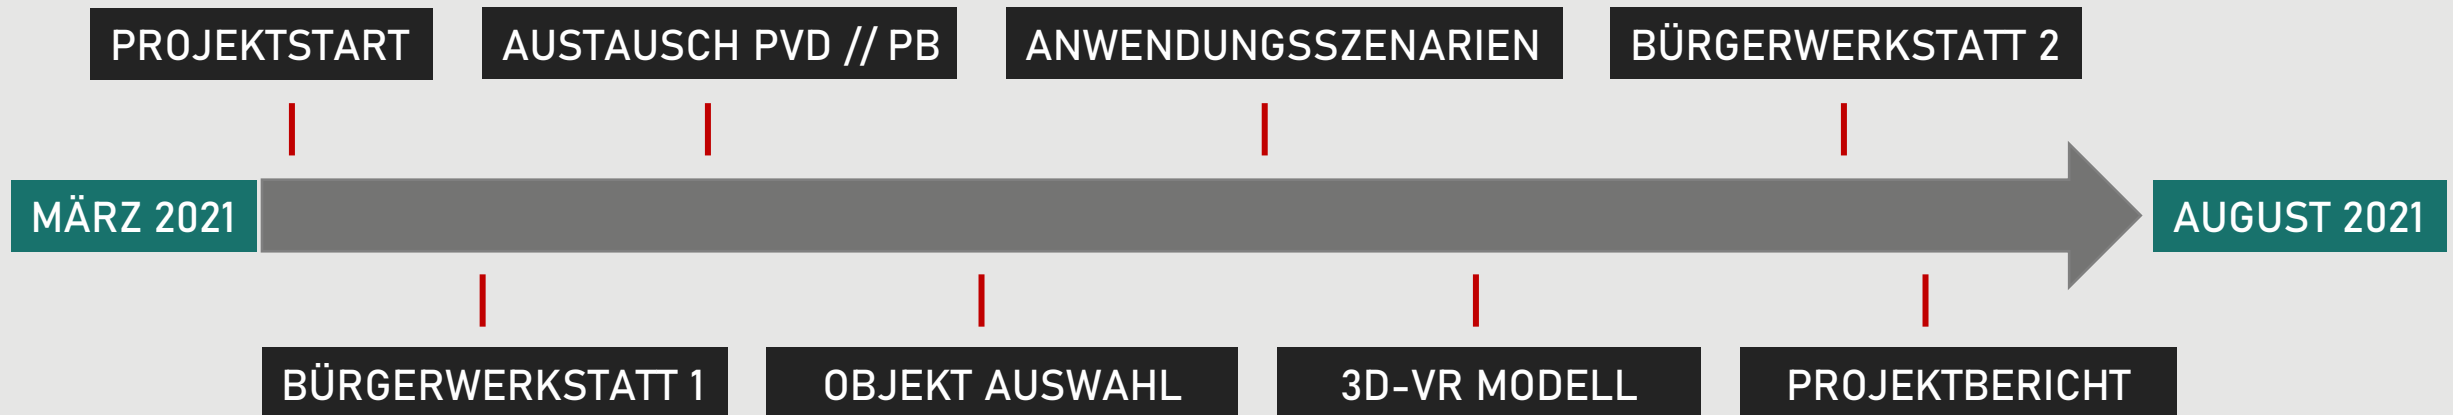 PROJEKTSTART
AUSTAUSCH PVD // PB
ANWENDUNGSSZENARIEN
BÜRGERWERKSTATT 2
MÄRZ 2021
AUGUST 2021
BÜRGERWERKSTATT 1
OBJEKT AUSWAHL
3D-VR MODELL
PROJEKTBERICHT